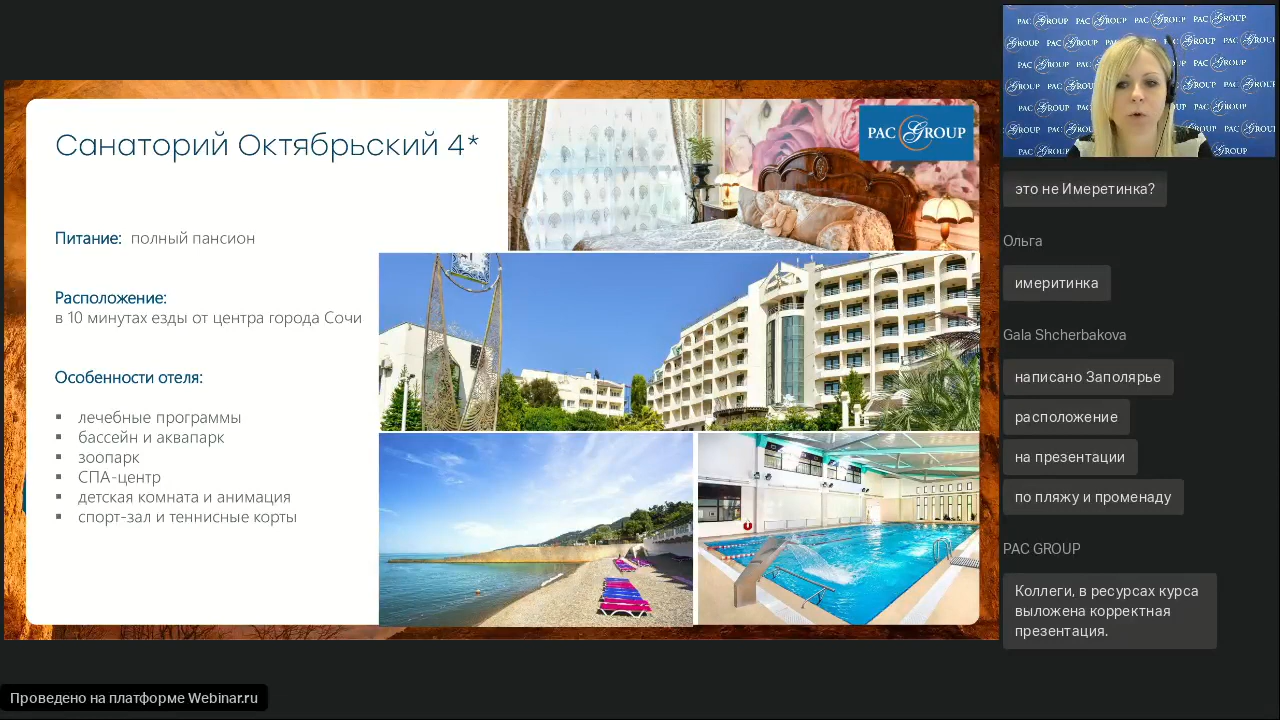 Санаторий Октябрьский 4*
Питание: полный пансион
Расположение:
в 10 минутах езды от центра города Сочи
Особенности отеля:
лечебные программы
бассейн и аквапарк
зоопарк
СПА-центр
детская комната и анимация
спорт-зал и теннисные корты
PAC GROUP
это не Имеретинка?
Ольга
имеритинка
Gala Shcherbakova
написано Заполярье
расположение
на презентации
по пляжу и променаду
PAC GROUP
Коллеги, в ресурсах курса
выложена корректная
презентация.
Проведено на платформе Webinar.ru